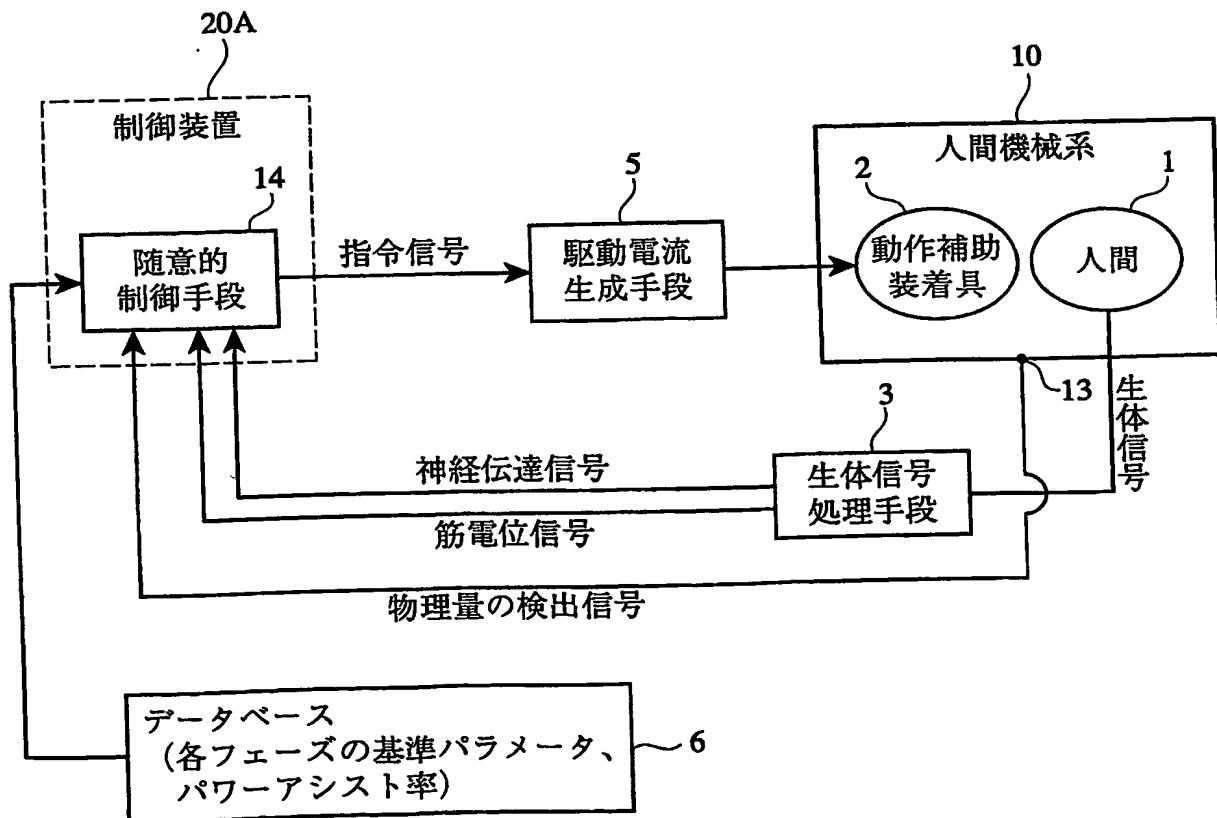 20A
制御装置
14
随意的
制御手段
指令信号
5
駆動電流
生成手段
10
人間機械系
2
1
動作補助
装着具
人間
13
生体信号
3
生体信号
処理手段
神経伝達信号
筋電位信号
物理量の検出信号
データベース
(各フェーズの基準パラメータ、
パワーアシスト率)
6